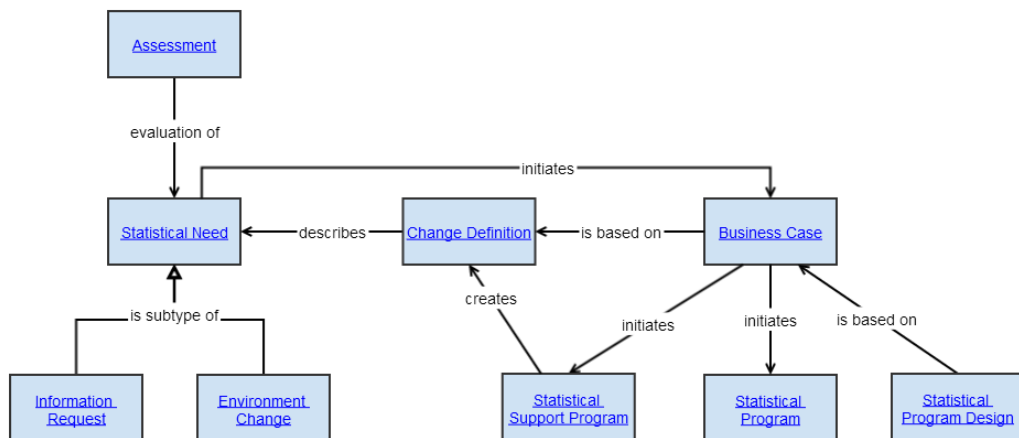 Assessment
evaluation of
initiates
Statistical Need
describes
Change Definition
is based on
Business Case
creates
is subtype of
initiates
initiates
is based on
Information
Request
Environment
Change
Statistical
Support Program
Statistical
Program
Statistical
Program Design